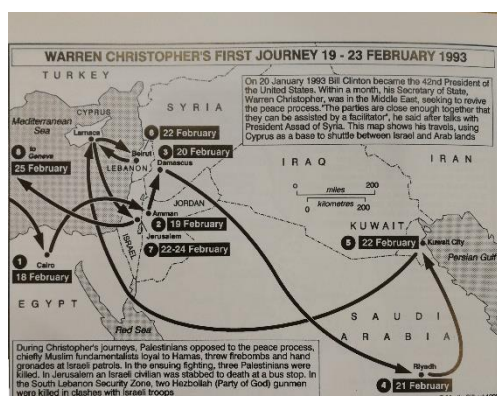 WARREN CHRISTOPHER'S FIRST JOURNEY 19 - 23 FEBRUARY 1993
TURKEY
On 20 January 1993 Bill Clinton became the 42nd President of
the United States. Within a month, his Secretary of State,
Warren Christopher, was in the Middle East, seeking to revive
the peace process. "The parties are close enough together that
they can be assisted by a facilitator", he said after talks with
President Assad of Syria. This map shows his travels, using
Cyprus as a base to shuttle between Israel and Arab lands
CYPRUS
SYRIA
Mediterranean
Sea
Larnaca
6 22 February
Beirut
3 20 February
8 to
Geneva
LEBANON
Damascus
25 February
IRAQ
IRAN
0 miles 200
0 kilometres 200
JORDAN
Amman
2 19 February
KUWAIT
Jerusalem
5 22 February
Kuwait City
ISRAEL
7 22-24 February
1 Cairo
18 February
Persian Gulf
EGYPT
SAUDI
Red Sea
ARABIA
During Christopher's journeys, Palestinians opposed to the peace process,
chiefly Muslim fundamentalists loyal to Hamas, threw firebombs and hand
grenades at Israeli patrols. In the ensuing fighting, three Palestinians were
killed. In Jerusalem an Israeli civilian was stabbed to death at a bus stop. In
the South Lebanon Security Zone, two Hezbollah (Party of God) gunmen
were killed in clashes with Israeli troops
Riyadh
4 21 February